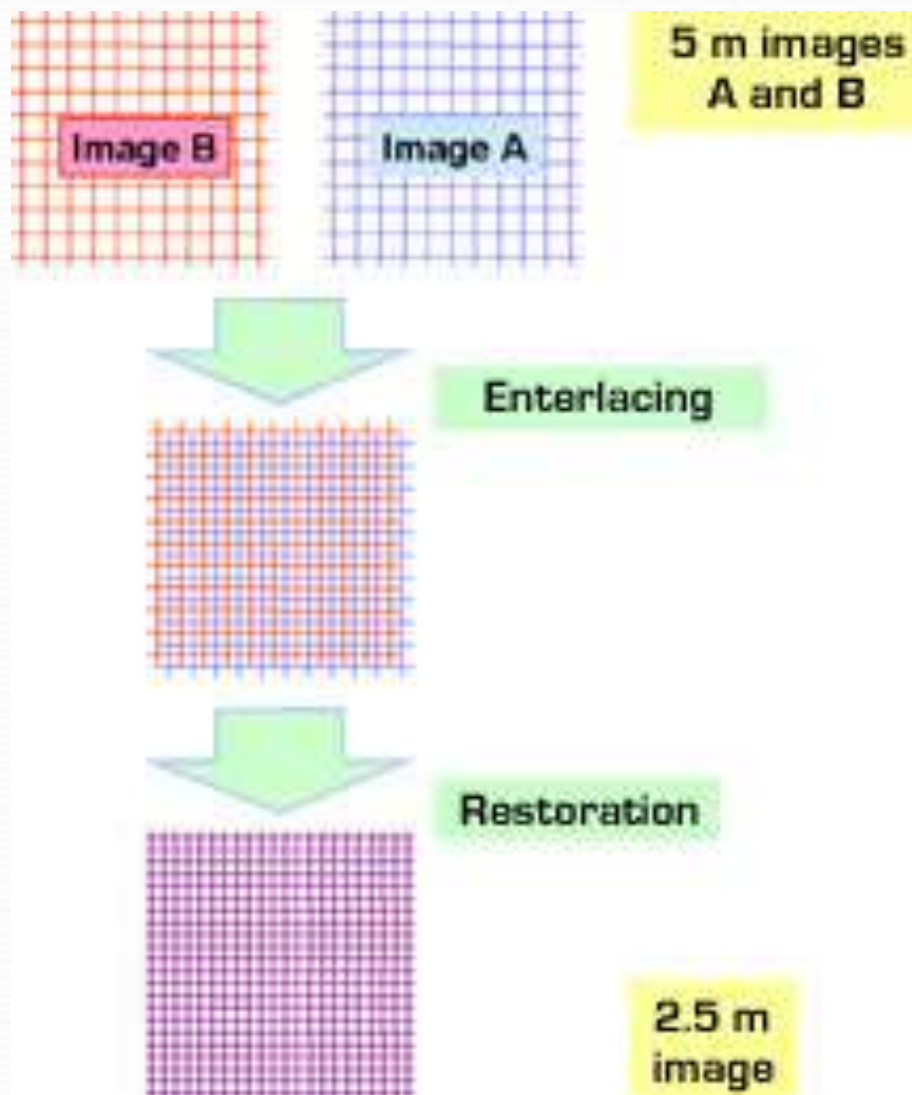 5 m images
A and B
Image B
Image A
Enterlacing
Restoration
2.5 m
image